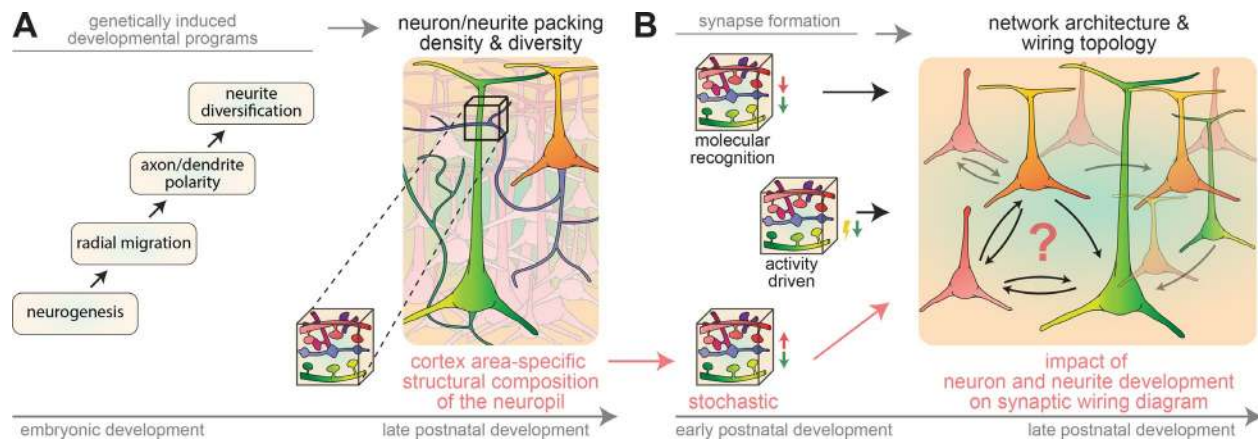 A
genetically induced
developmental programs
neuron/neurite packing
density & diversity
neurite
diversification
axon/dendrite
polarity
radial migration
neurogenesis
cortex area-specific
structural composition
of the neuropil
embryonic development
late postnatal development
B
synapse formation
network architecture &
wiring topology
molecular
recognition
activity
driven
stochastic
?
impact of
neuron and neurite development
on synaptic wiring diagram
early postnatal development
late postnatal development